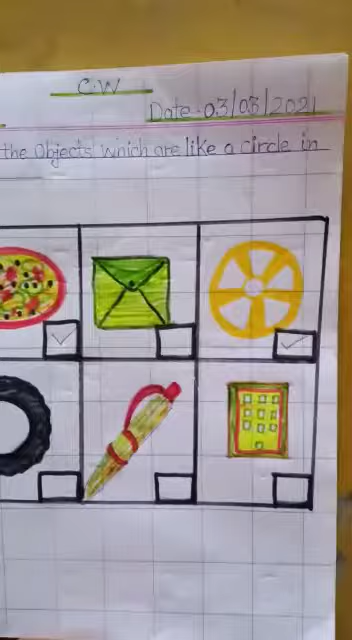 C.W
Date-03/08/2021
the Objects which are like a circle in